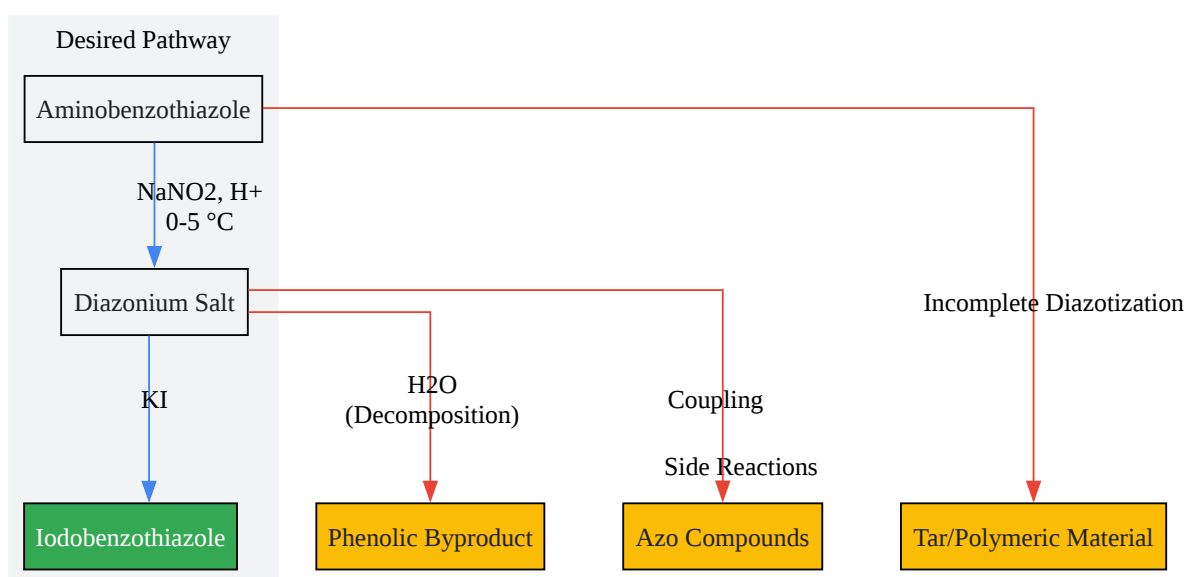 Desired Pathway
Aminobenzothiazole
NaNO2, H+
0-5 °C
Diazonium Salt
Incomplete Diazotization
KI
H2O
(Decomposition)
Coupling
Side Reactions
Iodobenzothiazole
Phenolic Byproduct
Azo Compounds
Tar/Polymeric Material